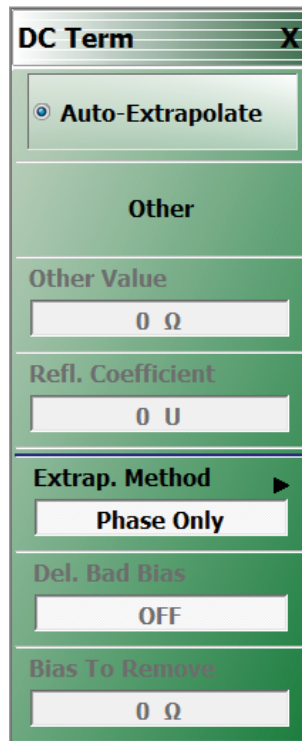 DC Term X
Auto-Extrapolate
Other
Other Value
0 Ω
Refl. Coefficient
0 U
Extrap. Method
Phase Only
Del. Bad Bias
OFF
Bias To Remove
0 Ω